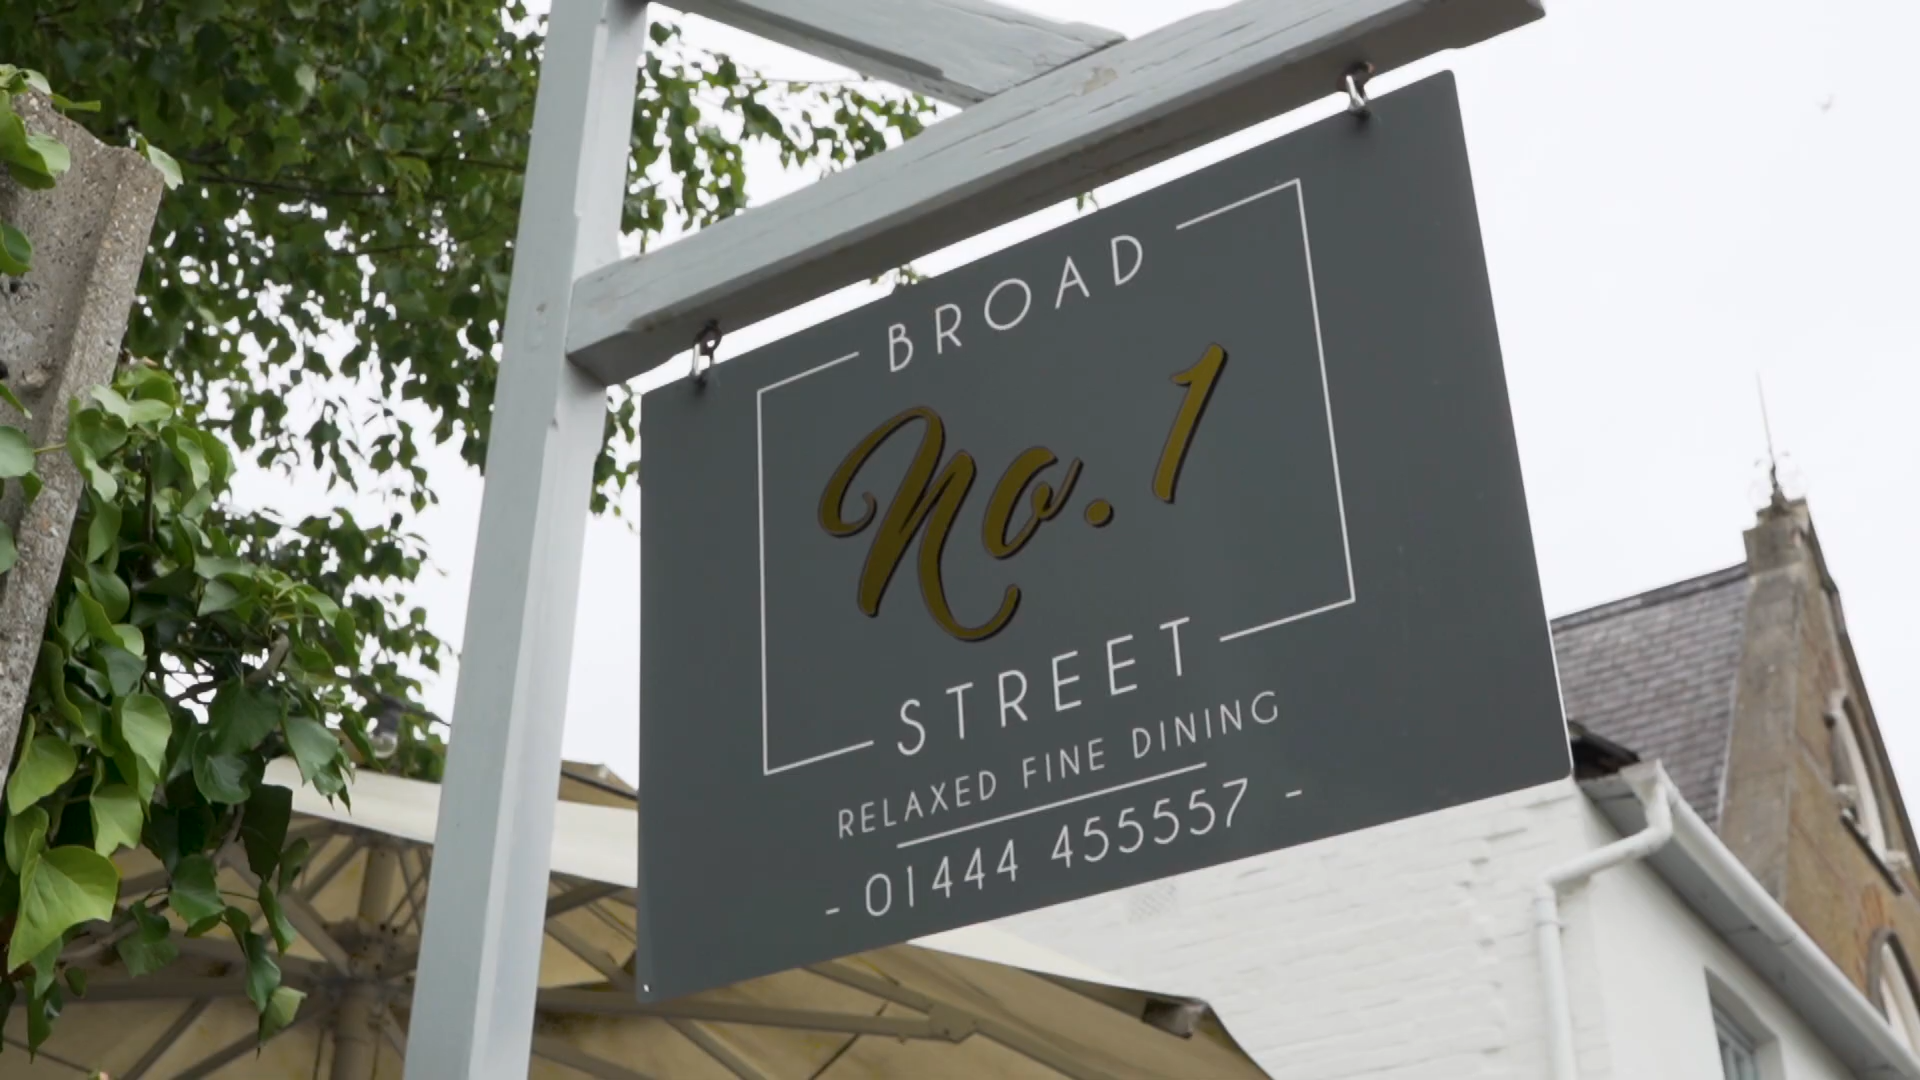 BROAD
No. 1
STREET
RELAXED FINE DINING
- 01444 455557 -